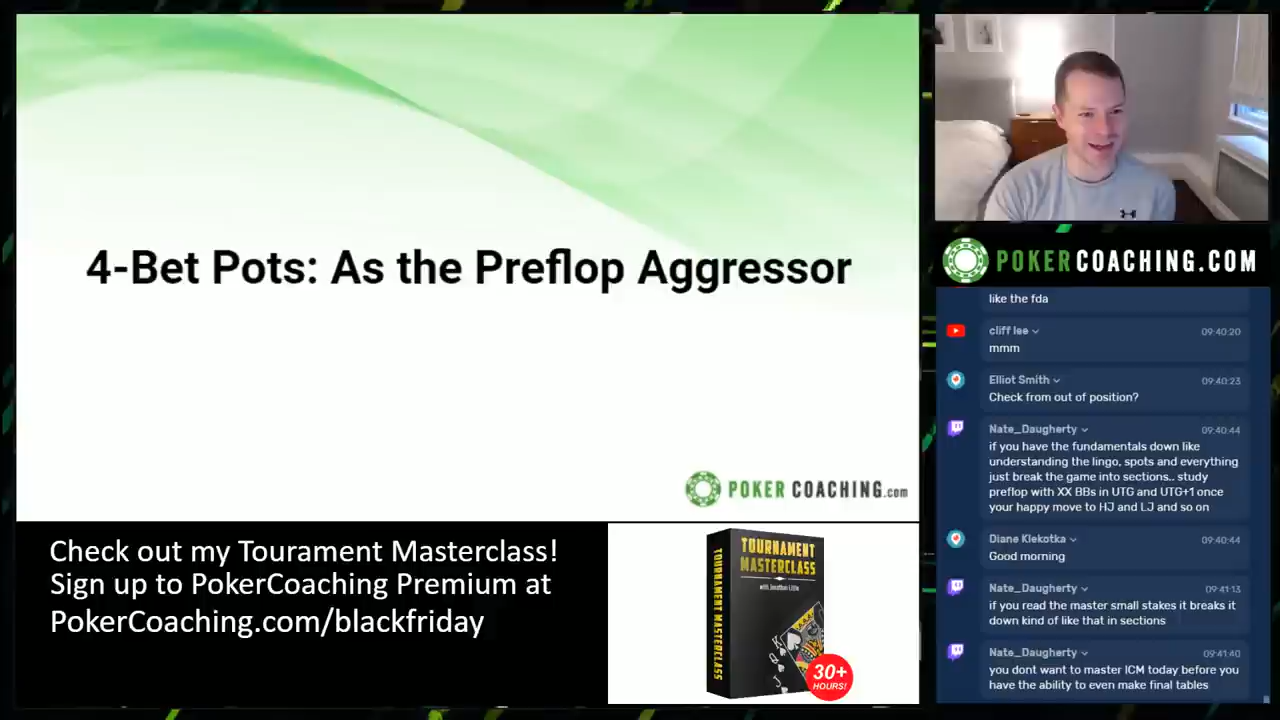 4-Bet Pots: As the Preflop Aggressor
POKER COACHING.com
Check out my Tourament Masterclass!
Sign up to PokerCoaching Premium at
PokerCoaching.com/blackfriday
TOURNAMENT MASTERCLASS
TOURNAMENT
MASTERCLASS
with Jonathan Little
30+
HOURS!
POKERCOACHING.COM
like the fda
cliff lee 09:40:20
mmm
Elliot Smith 09:40:23
Check from out of position?
Nate_Daugherty 09:40:44
if you have the fundamentals down like
understanding the lingo, spots and everything
just break the game into sections.. study
preflop with XX BBs in UTG and UTG+1 once
your happy move to HJ and LJ and so on
Diane Klekotka 09:40:44
Good morning
Nate_Daugherty 09:41:13
if you read the master small stakes it breaks it
down kind of like that in sections
Nate_Daugherty 09:41:40
you dont want to master ICM today before you
have the ability to even make final tables